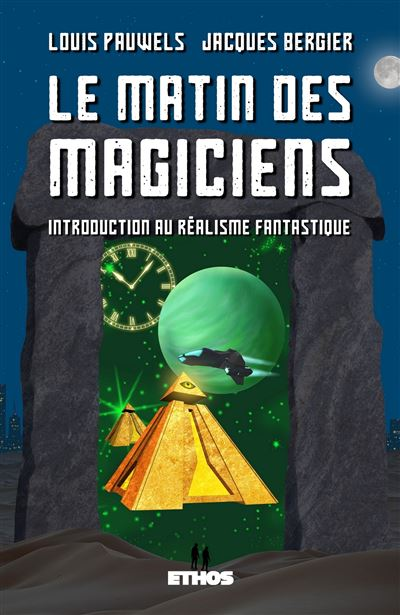 LOUIS PAUWELS JACQUES BERGIER
LE MATIN DES
MAGICIENS
INTRODUCTION AU RÉALISME FANTASTIQUE
ETHOS